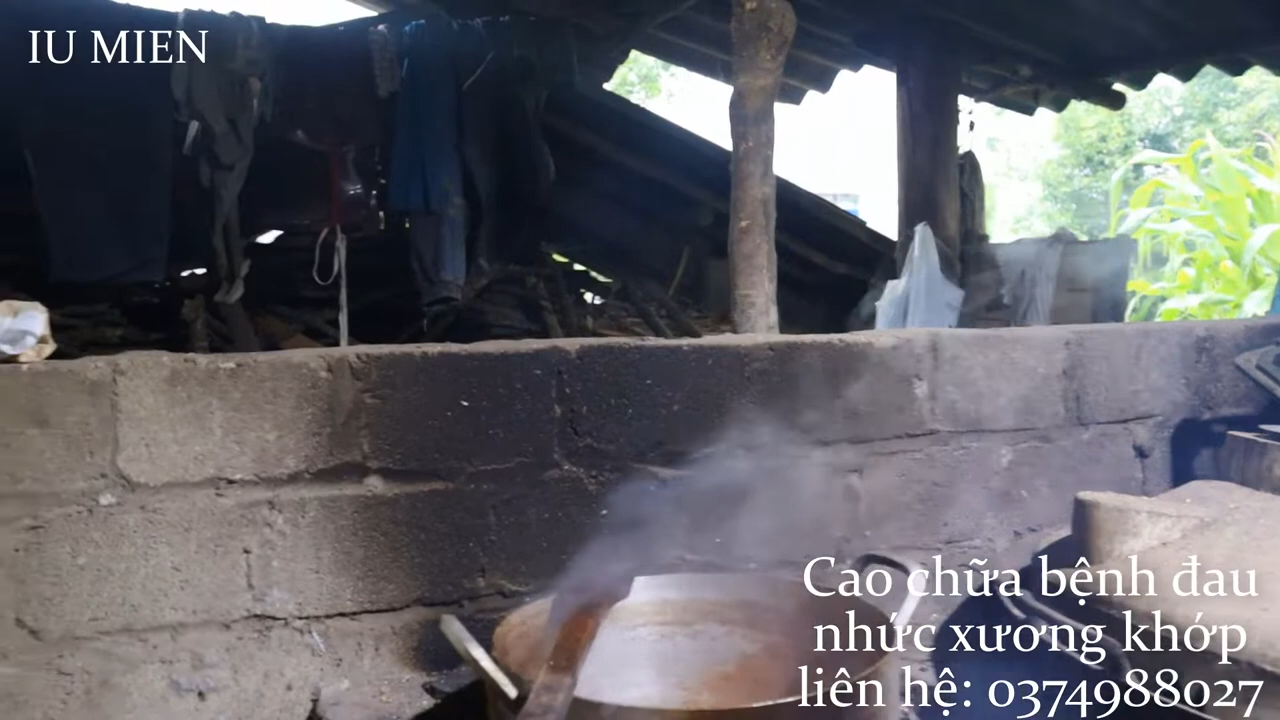 IU MIEN
Cao chữa bệnh đau
nhức xương khớp
liên hệ: 0374988027